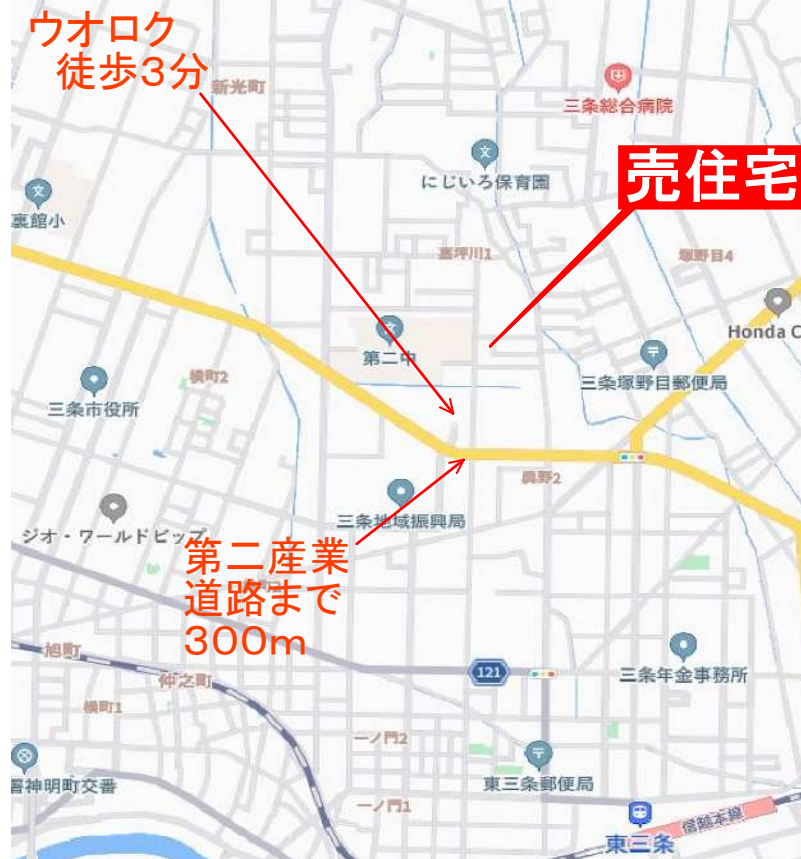 ウオロク
徒歩３分
新光町
三条総合病院
売住宅
にじいろ保育園
裏館小
嘉坪川1
塚野目4
Honda C
第二中
三条塚野目郵便局
横町2
三条市役所
興野2
三条地域振興局
ジオ・ワールドビップ
第二産業
道路まで
３００ｍ
旭町
仲之町
121
三条年金事務所
横町1
一ノ門2
署神明町交番
東三条郵便局
一ノ門1
信越本線
東三条